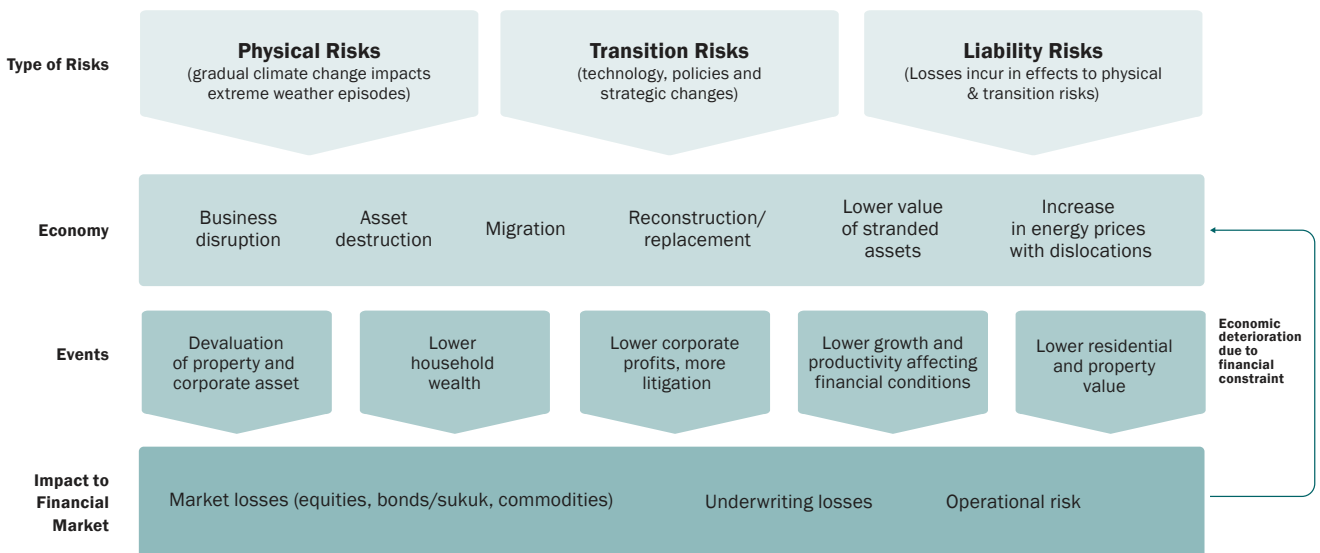 Type of Risks
Physical Risks
(gradual climate change impacts
extreme weather episodes)
Transition Risks
(technology, policies and
strategic changes)
Liability Risks
(Losses incur in effects to physical
& transition risks)
Economy
Business
disruption
Asset
destruction
Migration
Reconstruction/
replacement
Lower value
of stranded
assets
Increase
in energy prices
with dislocations
Events
Devaluation
of property and
corporate asset
Lower
household
wealth
Lower corporate
profits, more
litigation
Lower growth and
productivity affecting
financial conditions
Lower residential
and property
value
Economic
deterioration
due to
financial
constraint
Impact to
Financial
Market
Market losses (equities, bonds/sukuk, commodities)
Underwriting losses
Operational risk